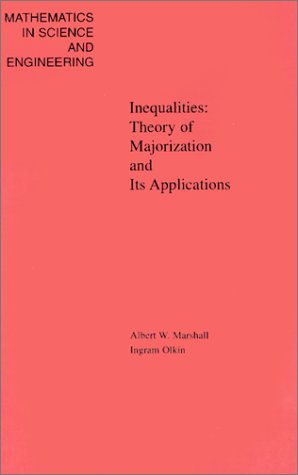 MATHEMATICS
IN SCIENCE
AND
ENGINEERING
Inequalities:
Theory of
Majorization
and
Its Applications
Albert W. Marshall
Ingram Olkin